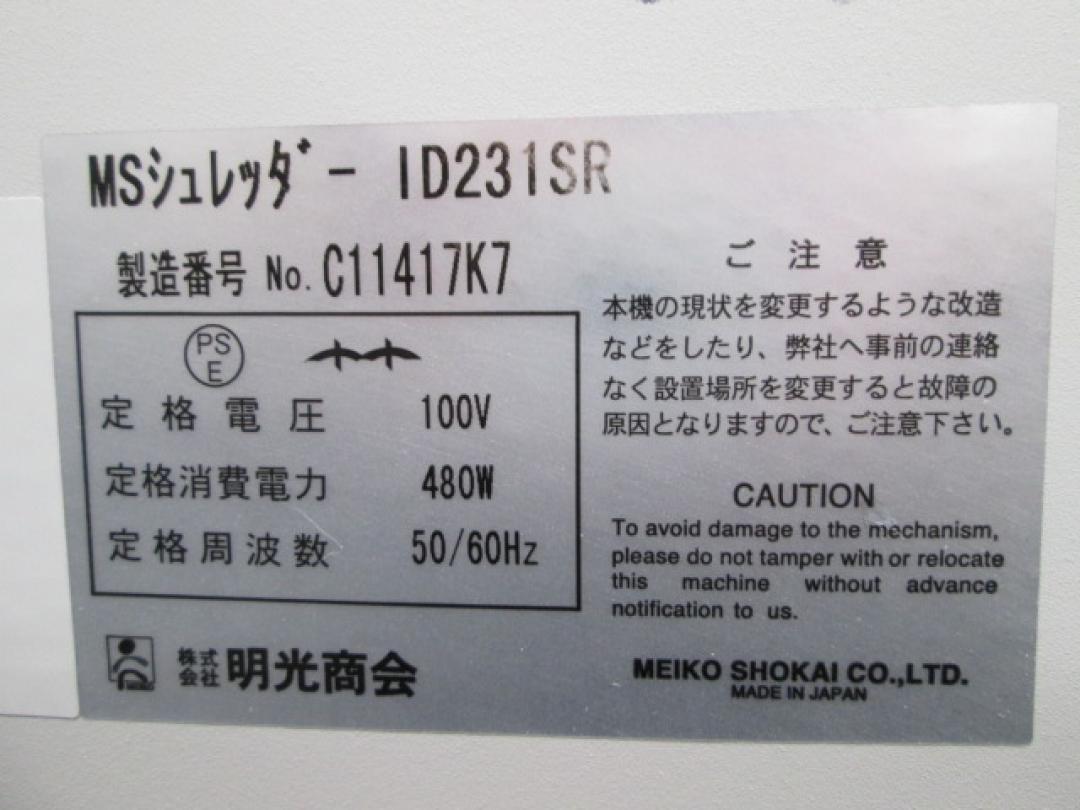 MSシュレッダー ID231SR
製造番号 No. C11417K7
PS
E
定格電圧 100V
定格消費電力 480W
定格周波数 50/60Hz
株式
会社 明光商会
ご注意
本機の現状を変更するような改造
などをしたり、弊社へ事前の連絡
なく設置場所を変更すると故障の
原因となりますので、ご注意下さい。
CAUTION
To avoid damage to the mechanism,
please do not tamper with or relocate
this machine without advance
notification to us.
MEIKO SHOKAI CO.,LTD.
MADE IN JAPAN